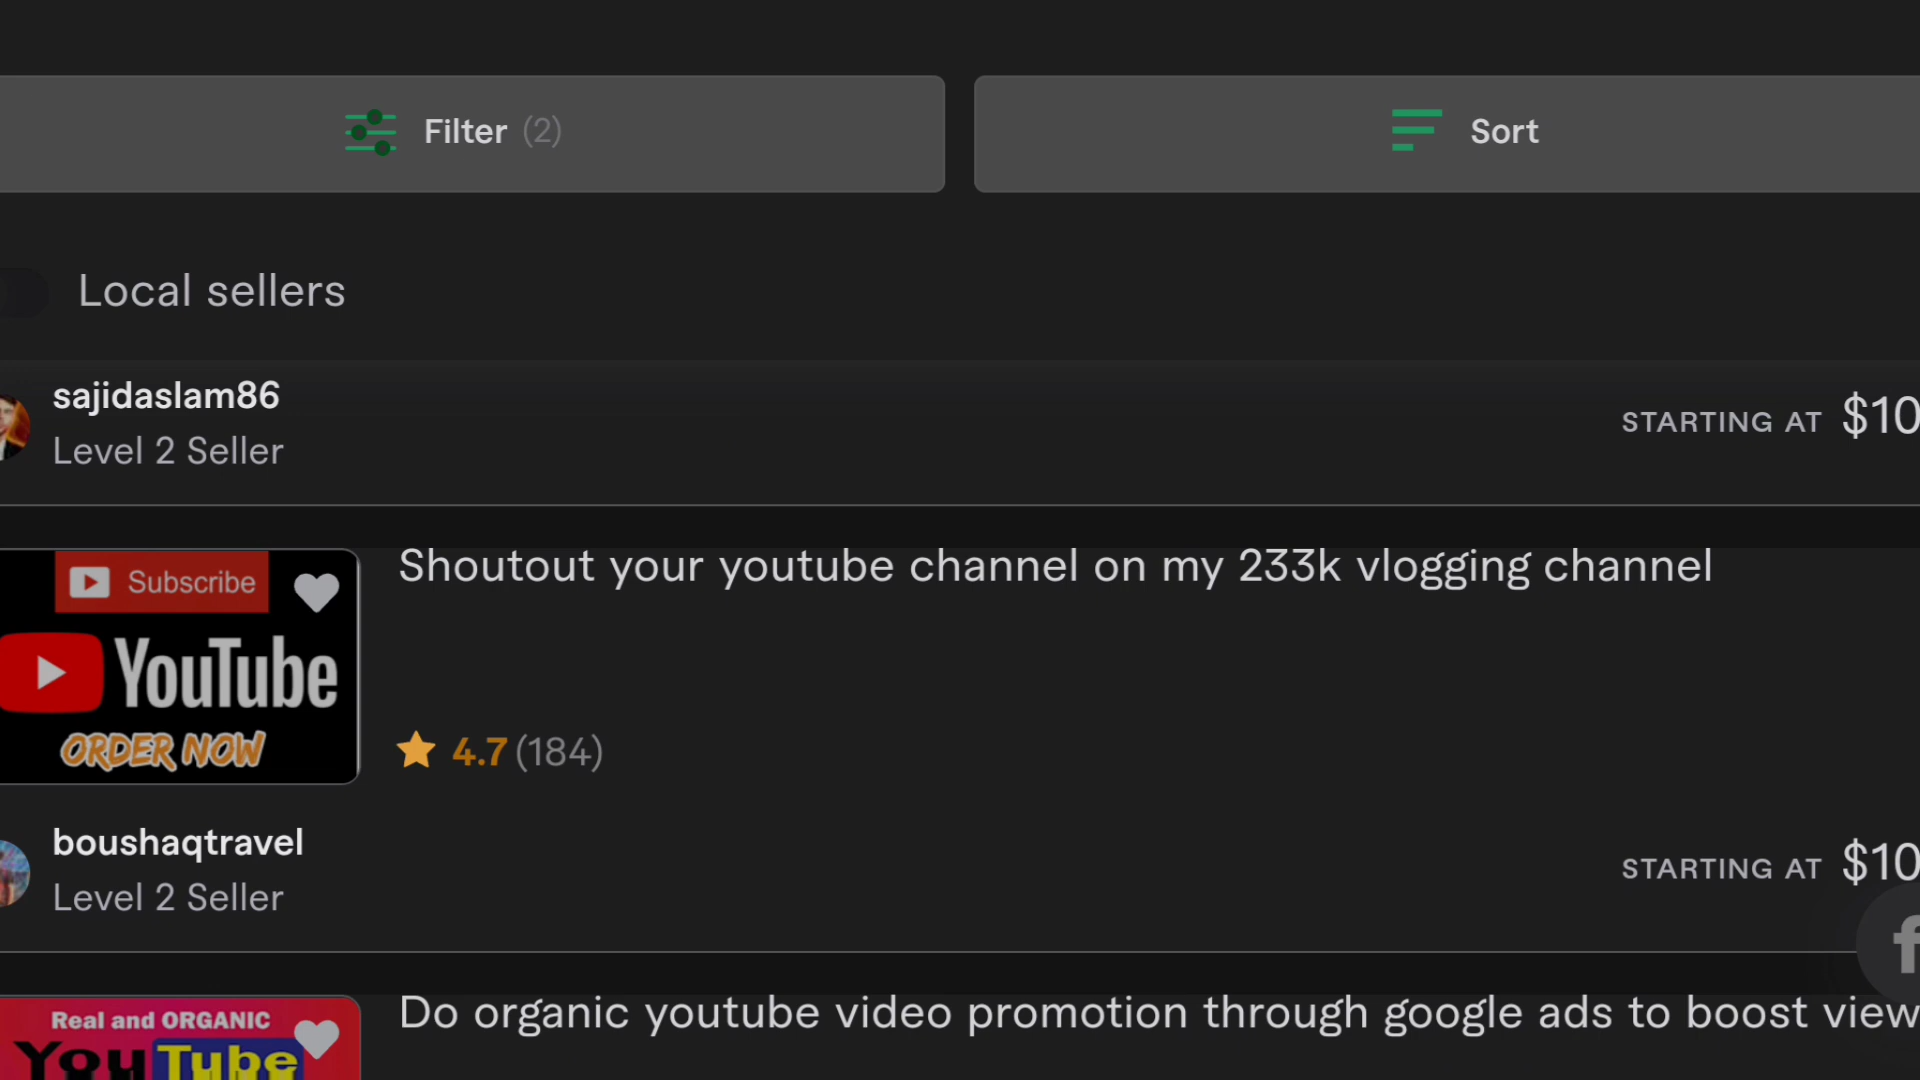 Filter (2)
Sort
Local sellers
sajidaslam86
Level 2 Seller
STARTING AT $10
Subscribe
YouTube
ORDER NOW
Shoutout your youtube channel on my 233k vlogging channel
4.7 (184)
boushaqtravel
Level 2 Seller
STARTING AT $10
Real and ORGANIC
YouTube
Do organic youtube video promotion through google ads to boost view